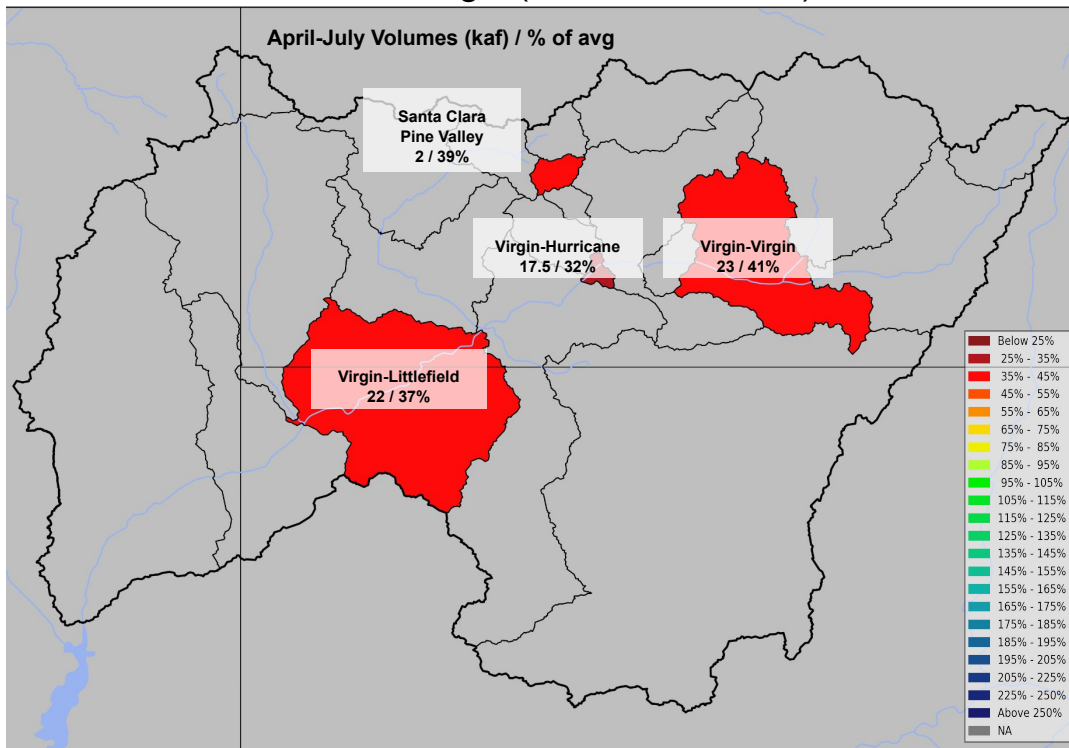 April-July Volumes (kaf) / % of avg
Santa Clara
Pine Valley
2 / 39%
Virgin-Hurricane
17.5 / 32%
Virgin-Virgin
23 / 41%
Virgin-Littlefield
22 / 37%
Below 25%
25% - 35%
35% - 45%
45% - 55%
55% - 65%
65% - 75%
75% - 85%
85% - 95%
95% - 105%
105% - 115%
115% - 125%
125% - 135%
135% - 145%
145% - 155%
155% - 165%
165% - 175%
175% - 185%
185% - 195%
195% - 205%
205% - 225%
225% - 250%
Above 250%
NA